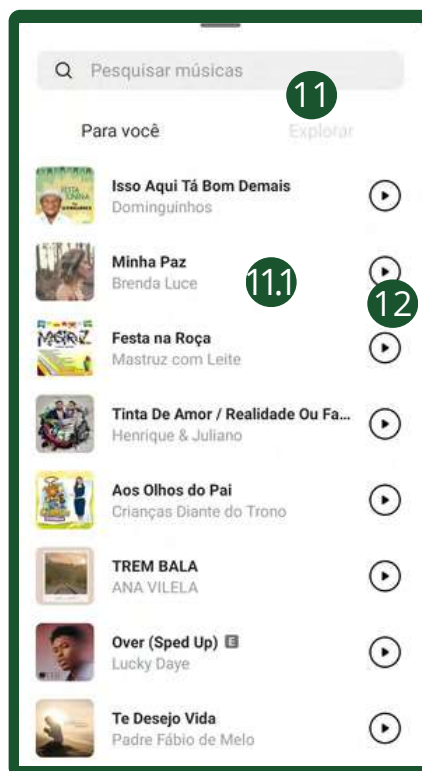 Pesquisar músicas
11
Para você
Explorar
Isso Aqui Tá Bom Demais
Dominguinhos
Minha Paz
Brenda Luce
11.1
12
Festa na Roça
Mastruz com Leite
Tinta De Amor / Realidade Ou Fa...
Henrique & Juliano
Aos Olhos do Pai
Crianças Diante do Trono
TREM BALA
ANA VILELA
Over (Sped Up) E
Lucky Daye
Te Desejo Vida
Padre Fábio de Melo